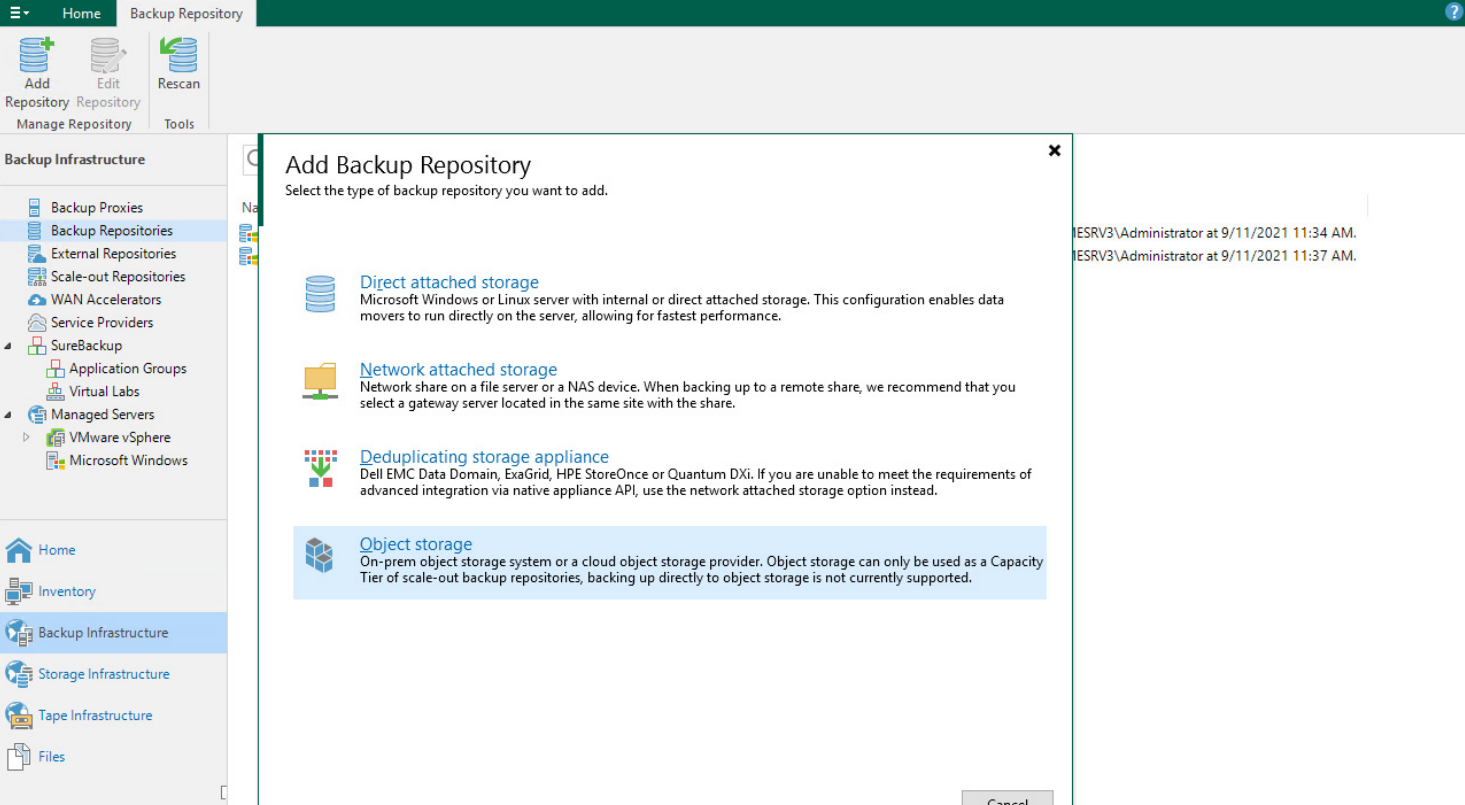 Home
Backup Repository
?
Add
Repository
Edit
Repository
Rescan
Manage Repository
Tools
Backup Infrastructure
Backup Proxies
Backup Repositories
External Repositories
Scale-out Repositories
WAN Accelerators
Service Providers
SureBackup
Application Groups
Virtual Labs
Managed Servers
VMware vSphere
Microsoft Windows
Home
Inventory
Backup Infrastructure
Storage Infrastructure
Tape Infrastructure
Files
Na
Add Backup Repository
Select the type of backup repository you want to add.
Direct attached storage
Microsoft Windows or Linux server with internal or direct attached storage. This configuration enables data
movers to run directly on the server, allowing for fastest performance.
Network attached storage
Network share on a file server or a NAS device. When backing up to a remote share, we recommend that you
select a gateway server located in the same site with the share.
Deduplicating storage appliance
Dell EMC Data Domain, ExaGrid, HPE StoreOnce or Quantum DXi. If you are unable to meet the requirements of
advanced integration via native appliance API, use the network attached storage option instead.
Object storage
On-prem object storage system or a cloud object storage provider. Object storage can only be used as a Capacity
Tier of scale-out backup repositories, backing up directly to object storage is not currently supported.
Cancel
ESRV3\Administrator at 9/11/2021 11:34 AM.
ESRV3\Administrator at 9/11/2021 11:37 AM.